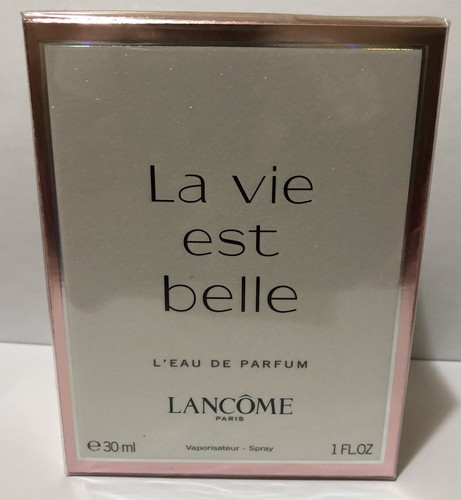 La vie
est
belle
L'EAU DE PARFUM
LANCÔME
PARIS
℮ 30 ml Vaporisateur - Spray 1 FL.OZ